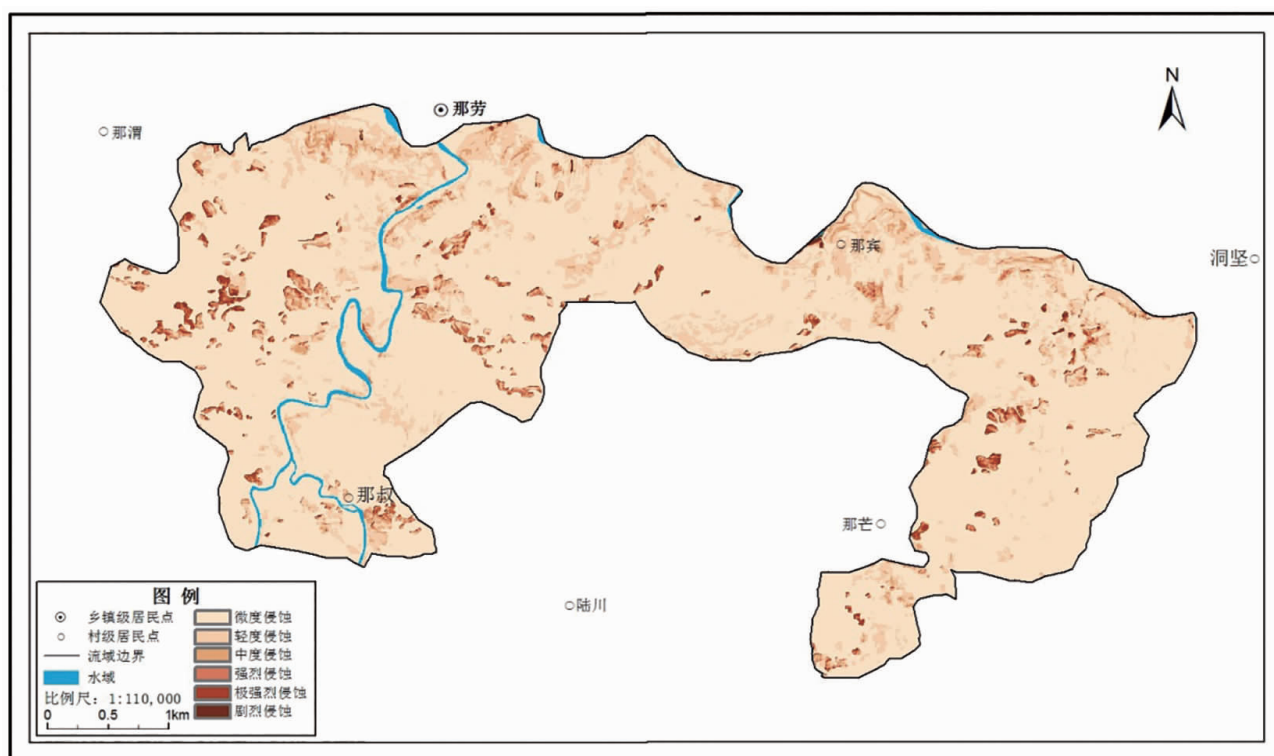 N
那劳
那渭
那宾
洞坚
那叔
那芒
陆川
图 例
乡镇级居民点
村级居民点
流域边界
水域
比例尺：1:110,000
0 0.5 1km
微度侵蚀
轻度侵蚀
中度侵蚀
强烈侵蚀
极强烈侵蚀
剧烈侵蚀